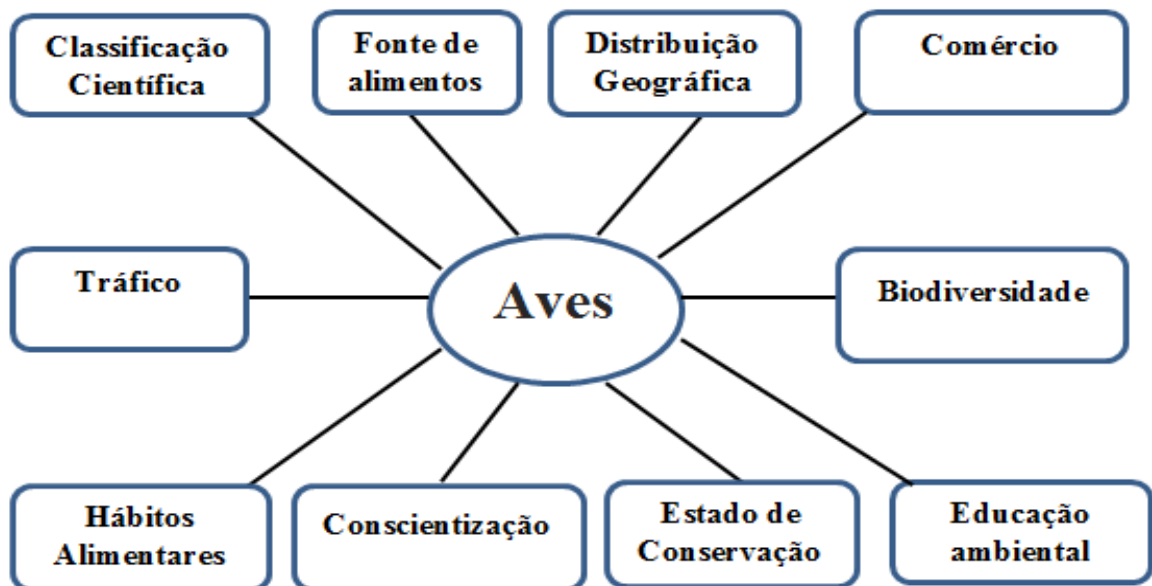 Classificação
Científica
Fonte de
alimentos
Distribuição
Geográfica
Comércio
Tráfico
Aves
Biodiversidade
Hábitos
Alimentares
Conscientização
Estado de
Conservação
Educação
ambiental